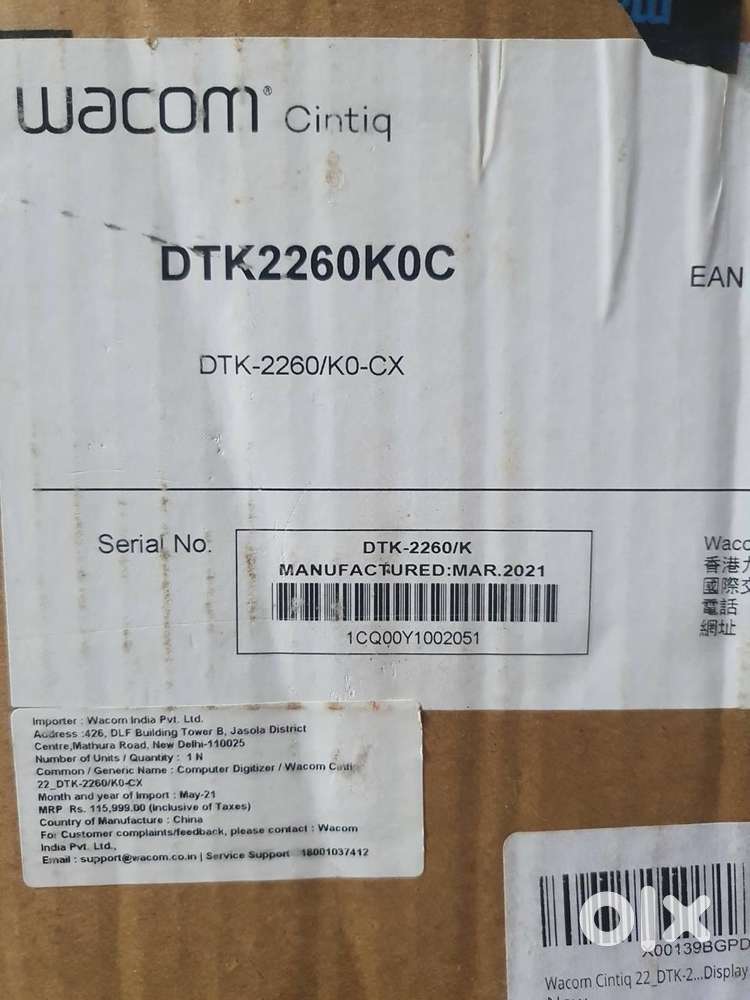 wacom® Cintiq
DTK2260K0C
EAN
DTK-2260/K0-CX
Serial No.
DTK-2260/K
MANUFACTURED:MAR.2021
1CQ00Y1002051
Waco
香港九
國際交
電話
網址
Importer : Wacom India Pvt. Ltd.
Address :426, DLF Building Tower B, Jasola District
Centre,Mathura Road, New Delhi-110025
Number of Units / Quantity : 1 N
Common / Generic Name : Computer Digitizer / Wacom Cintiq
22_DTK-2260/K0-CX
Month and year of Import : May-21
MRP Rs. 115,999.00 (Inclusive of Taxes)
Country of Manufacture : China
For Customer complaints/feedback, please contact : Wacom
India Pvt. Ltd.,
Email : support@wacom.co.in | Service Support 18001037412
olx
X00139BGPD
Wacom Cintiq 22_DTK-2...Display
New